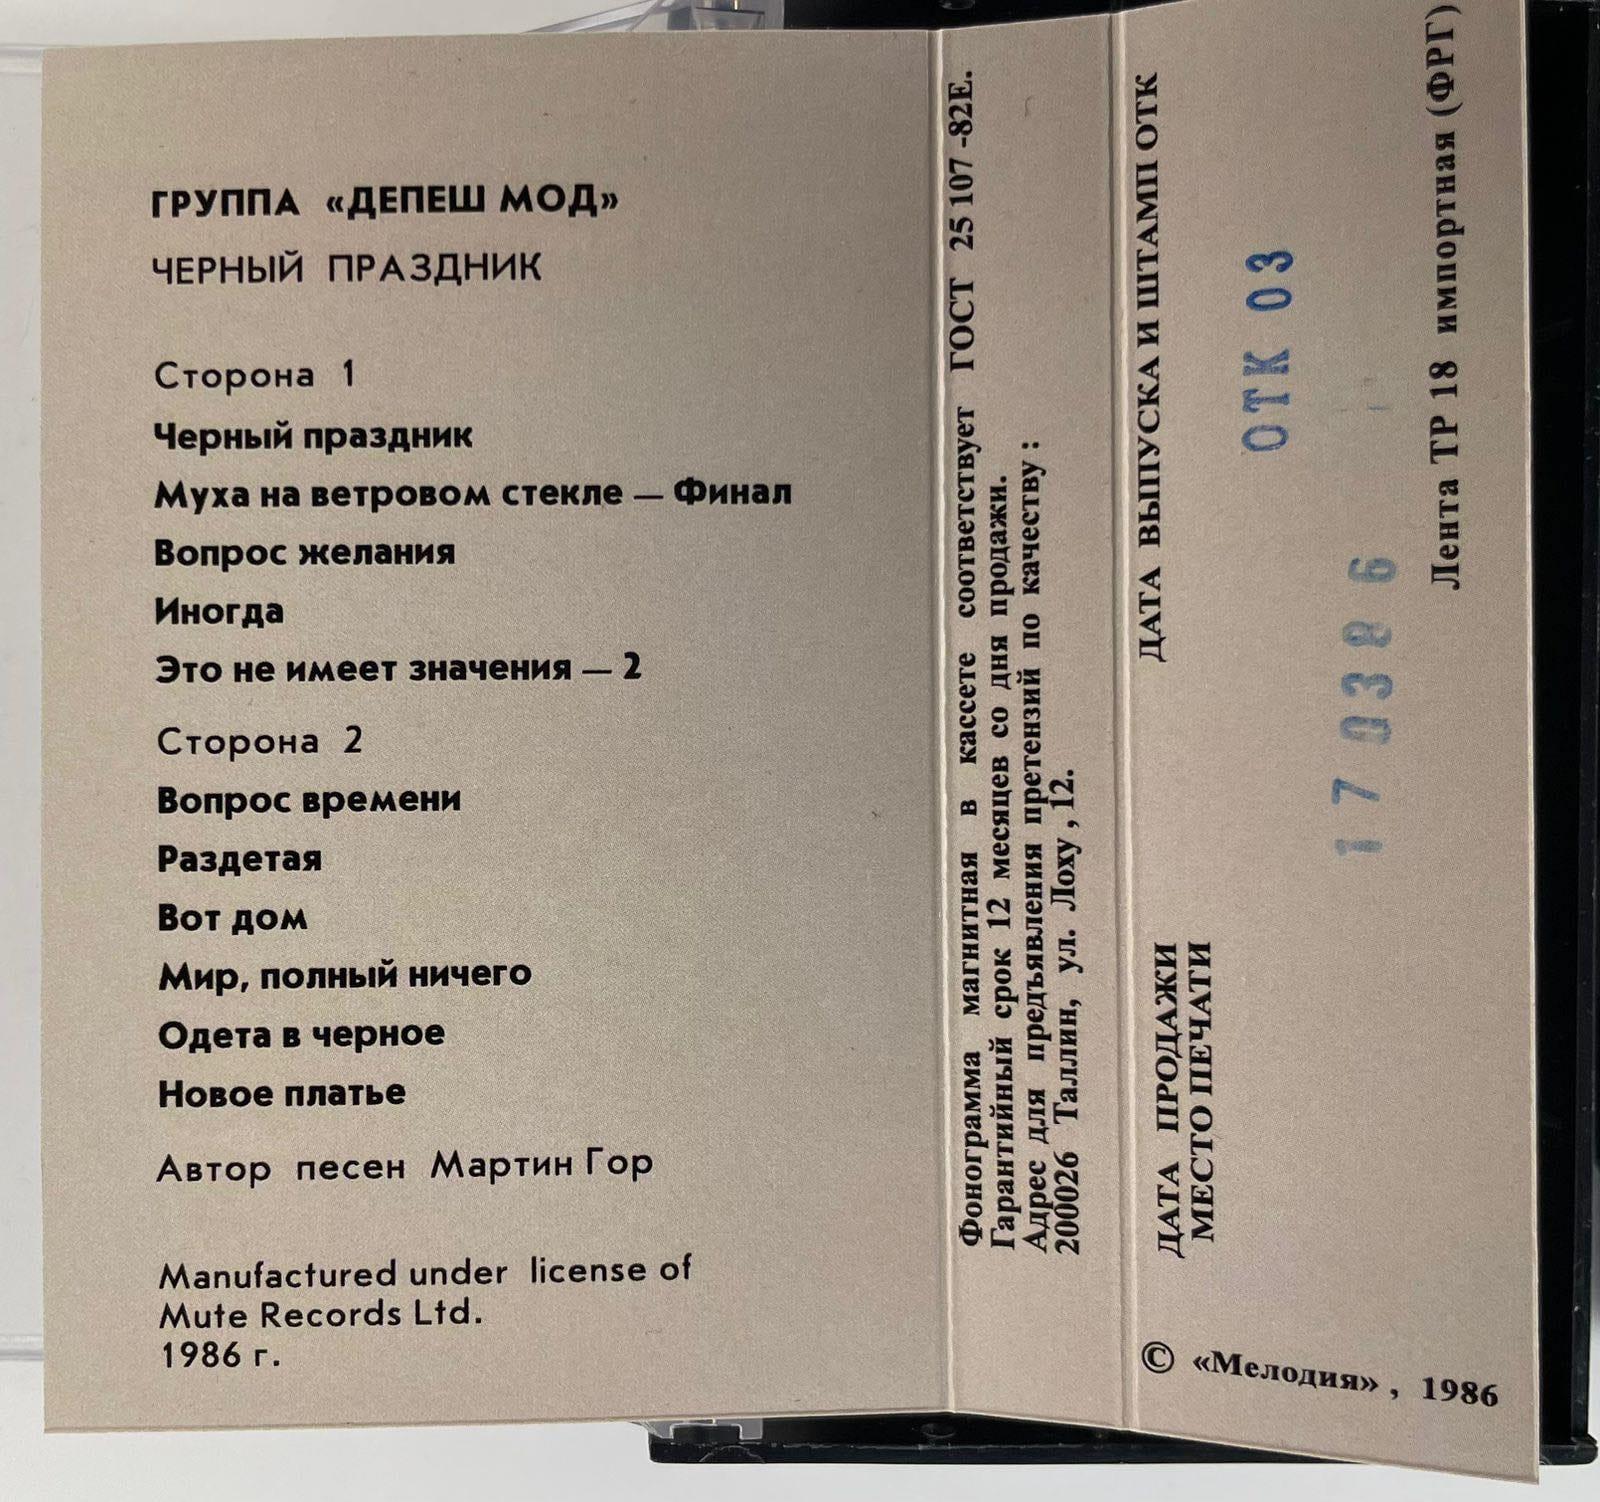 ГРУППА «ДЕПЕШ МОД»
ЧЕРНЫЙ ПРАЗДНИК
Сторона 1
Черный праздник
Муха на ветровом стекле — Финал
Вопрос желания
Иногда
Это не имеет значения — 2
Сторона 2
Вопрос времени
Раздетая
Вот дом
Мир, полный ничего
Одета в черное
Новое платье
Автор песен Мартин Гор
Manufactured under license of
Mute Records Ltd.
1986 г.
Фонограмма магнитная в кассете соответствует ГОСТ 25 107 -82Е.
Гарантийный срок 12 месяцев со дня продажи.
Адрес для предъявления претензий по качеству :
200026 Таллин, ул. Лоху , 12.
ДАТА ВЫПУСКА И ШТАМП ОТК
ДАТА ПРОДАЖИ
МЕСТО ПЕЧАТИ
ОТК 03
17 0386
Лента ТР 18 импортная (ФРГ)
© «Мелодия» , 1986